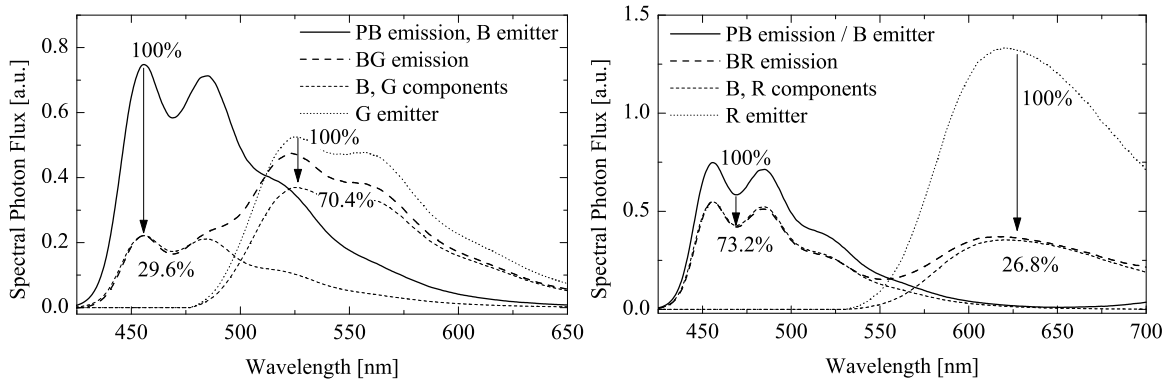 PB emission, B emitter
BG emission
B, G components
G emitter
100%
100%
70.4%
29.6%
0.8
0.6
0.4
0.2
0.0
450
500
550
600
650
Spectral Photon Flux [a.u.]
Wavelength [nm]
PB emission / B emitter
BR emission
B, R components
R emitter
100%
100%
73.2%
26.8%
1.5
1.0
0.5
0.0
450
500
550
600
650
700
Spectral Photon Flux [a.u.]
Wavelength [nm]